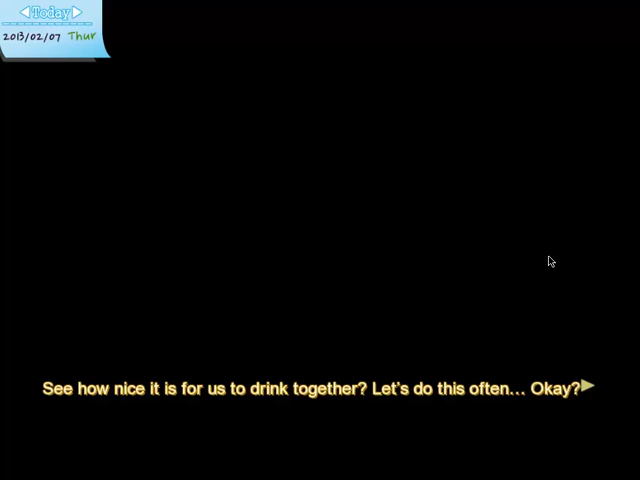 Today
2013/02/07 Thur
See how nice it is for us to drink together? Let's do this often... Okay?